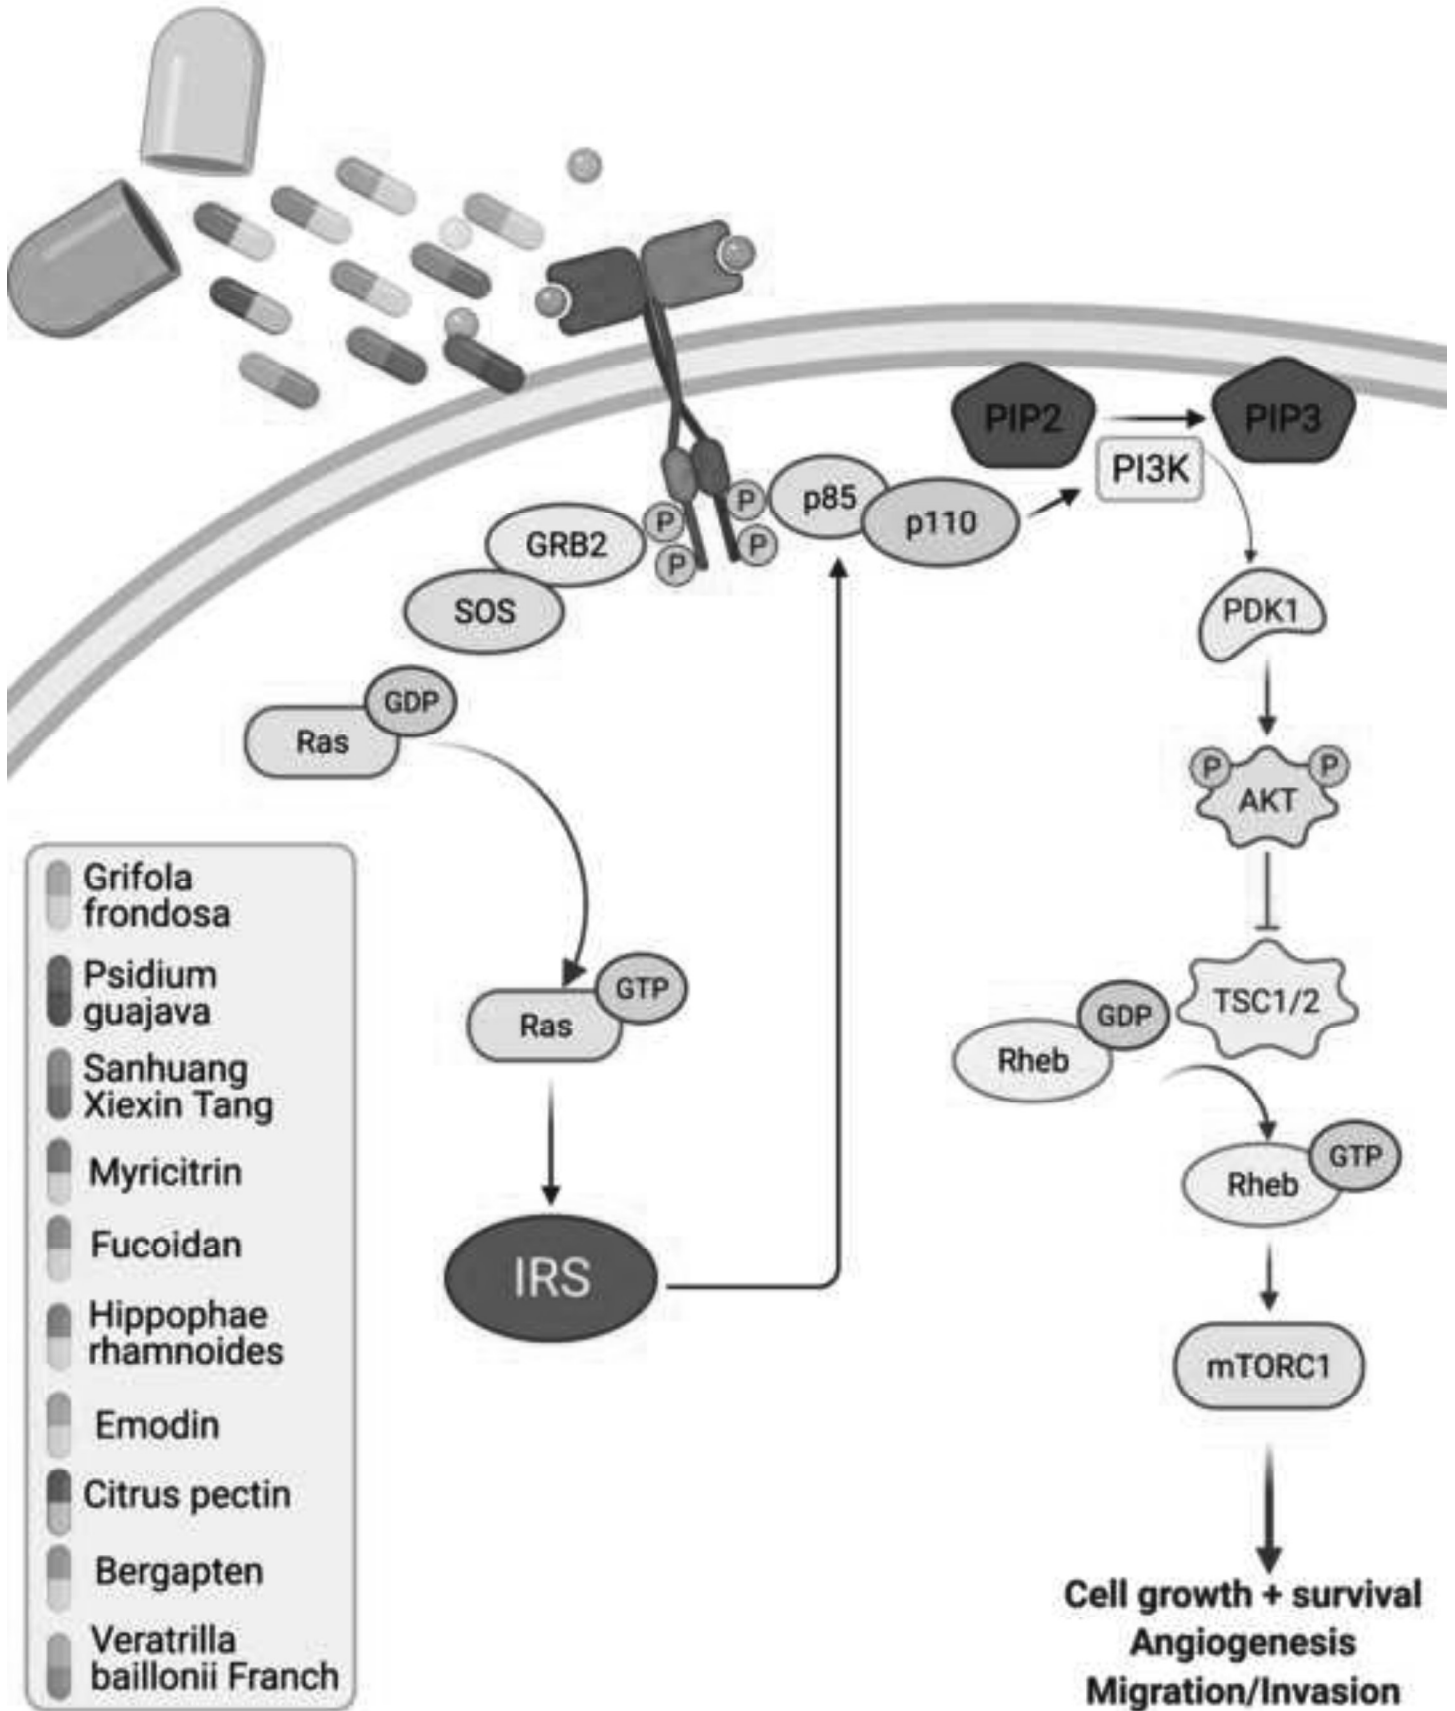 PIP2
PIP3
PI3K
P
p85
p110
P
P
P
GRB2
SOS
PDK1
GDP
Ras
P
P
AKT
GTP
Ras
TSC1/2
GDP
Rheb
GTP
Rheb
IRS
mTORC1
Cell growth + survival
Angiogenesis
Migration/Invasion
Grifola
frondosa
Psidium
guajava
Sanhuang
Xiexin Tang
Myricitrin
Fucoidan
Hippophae
rhamnoides
Emodin
Citrus pectin
Bergapten
Veratrilla
baillonii Franch